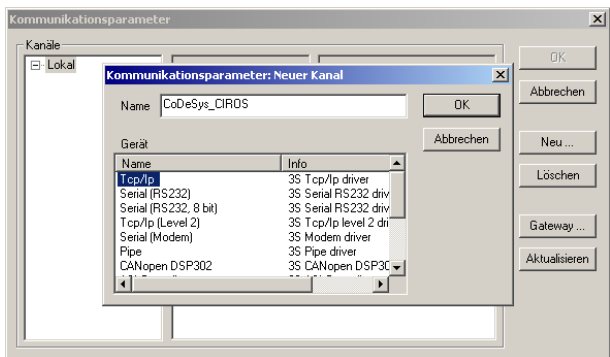 Kommunikationsparameter
Kanäle
Lokal
OK
Abbrechen
Neu ...
Löschen
Gateway ...
Aktualisieren
Kommunikationsparameter: Neuer Kanal
Name CoDeSys_CIROS
OK
Abbrechen
Gerät
Name Info
Tcp/Ip 3S Tcp/Ip driver
Serial (RS232) 3S Serial RS232 driv
Serial (RS232, 8 bit) 3S Serial RS232 driv
Tcp/Ip (Level 2) 3S Tcp/Ip level 2 dri
Serial (Modem) 3S Modem driver
Pipe 3S Pipe driver
CANopen DSP302 3S CANopen DSP30